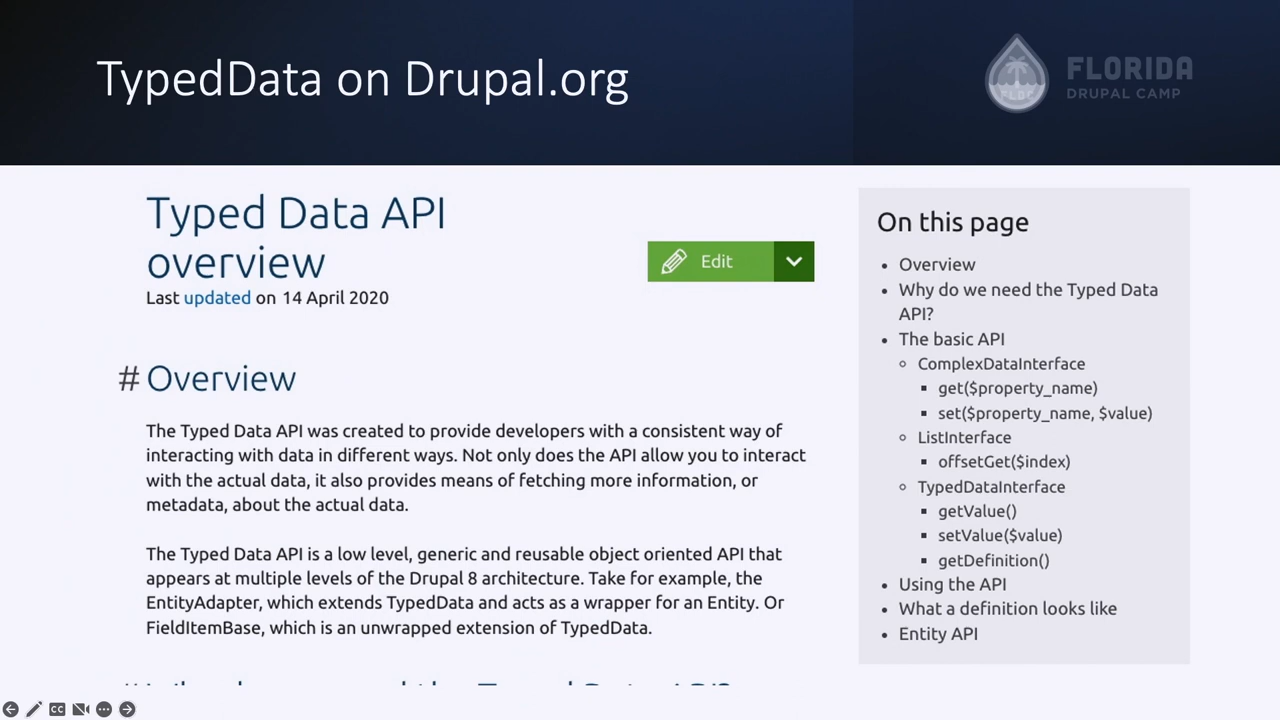 TypedData on Drupal.org
FLORIDA
DRUPAL CAMP
FLDC
Typed Data API
overview
Last updated on 14 April 2020
Edit
# Overview
The Typed Data API was created to provide developers with a consistent way of
interacting with data in different ways. Not only does the API allow you to interact
with the actual data, it also provides means of fetching more information, or
metadata, about the actual data.
The Typed Data API is a low level, generic and reusable object oriented API that
appears at multiple levels of the Drupal 8 architecture. Take for example, the
EntityAdapter, which extends TypedData and acts as a wrapper for an Entity. Or
FieldItemBase, which is an unwrapped extension of TypedData.
On this page
• Overview
• Why do we need the Typed Data
API?
• The basic API
◦ ComplexDataInterface
▪ get($property_name)
▪ set($property_name, $value)
◦ ListInterface
▪ offsetGet($index)
◦ TypedDataInterface
▪ getValue()
▪ setValue($value)
▪ getDefinition()
• Using the API
• What a definition looks like
• Entity API
CC